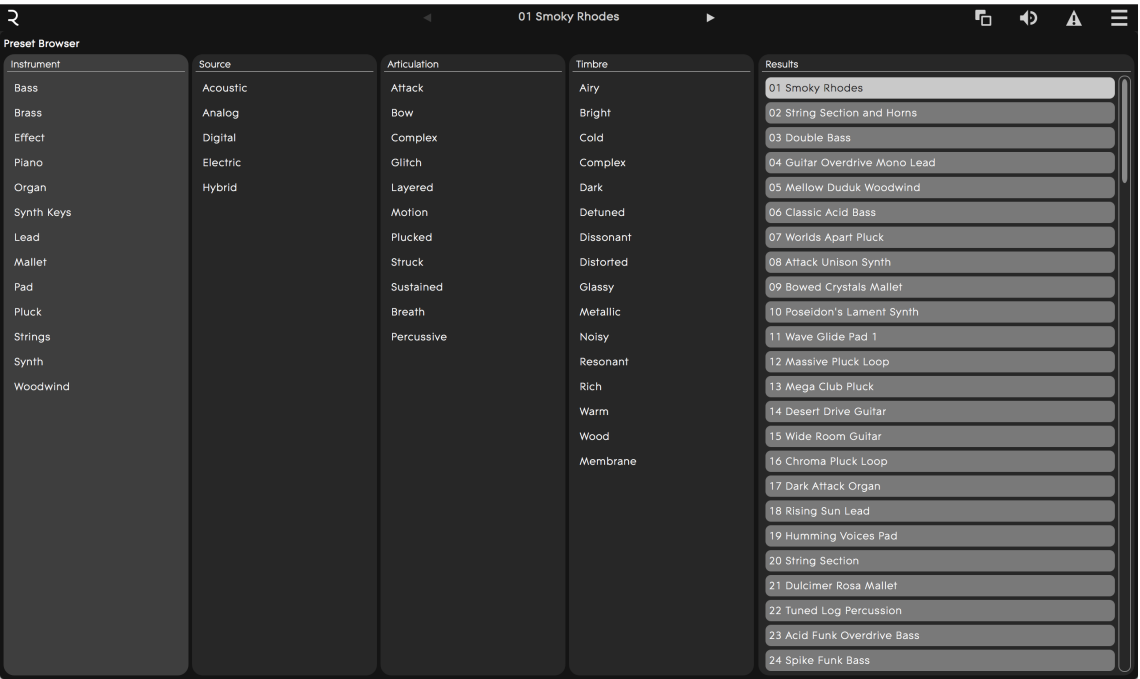 01 Smoky Rhodes
Preset Browser
Instrument
Bass
Brass
Effect
Piano
Organ
Synth Keys
Lead
Mallet
Pad
Pluck
Strings
Synth
Woodwind
Source
Acoustic
Analog
Digital
Electric
Hybrid
Articulation
Attack
Bow
Complex
Glitch
Layered
Motion
Plucked
Struck
Sustained
Breath
Percussive
Timbre
Airy
Bright
Cold
Complex
Dark
Detuned
Dissonant
Distorted
Glassy
Metallic
Noisy
Resonant
Rich
Warm
Wood
Membrane
Results
01 Smoky Rhodes
02 String Section and Horns
03 Double Bass
04 Guitar Overdrive Mono Lead
05 Mellow Duduk Woodwind
06 Classic Acid Bass
07 Worlds Apart Pluck
08 Attack Unison Synth
09 Bowed Crystals Mallet
10 Poseidon's Lament Synth
11 Wave Glide Pad 1
12 Massive Pluck Loop
13 Mega Club Pluck
14 Desert Drive Guitar
15 Wide Room Guitar
16 Chroma Pluck Loop
17 Dark Attack Organ
18 Rising Sun Lead
19 Humming Voices Pad
20 String Section
21 Dulcimer Rosa Mallet
22 Tuned Log Percussion
23 Acid Funk Overdrive Bass
24 Spike Funk Bass